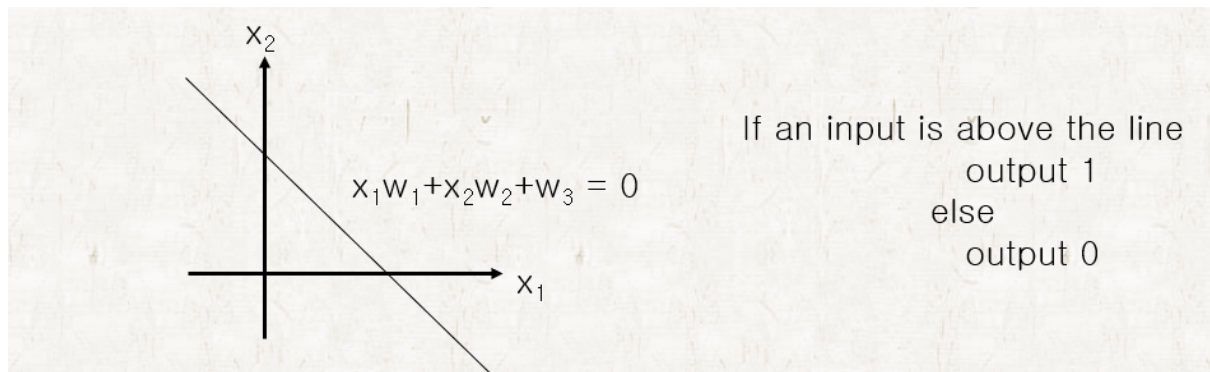 x₂
x₁w₁+x₂w₂+w₃ = 0
x₁
If an input is above the line
output 1
else
output 0